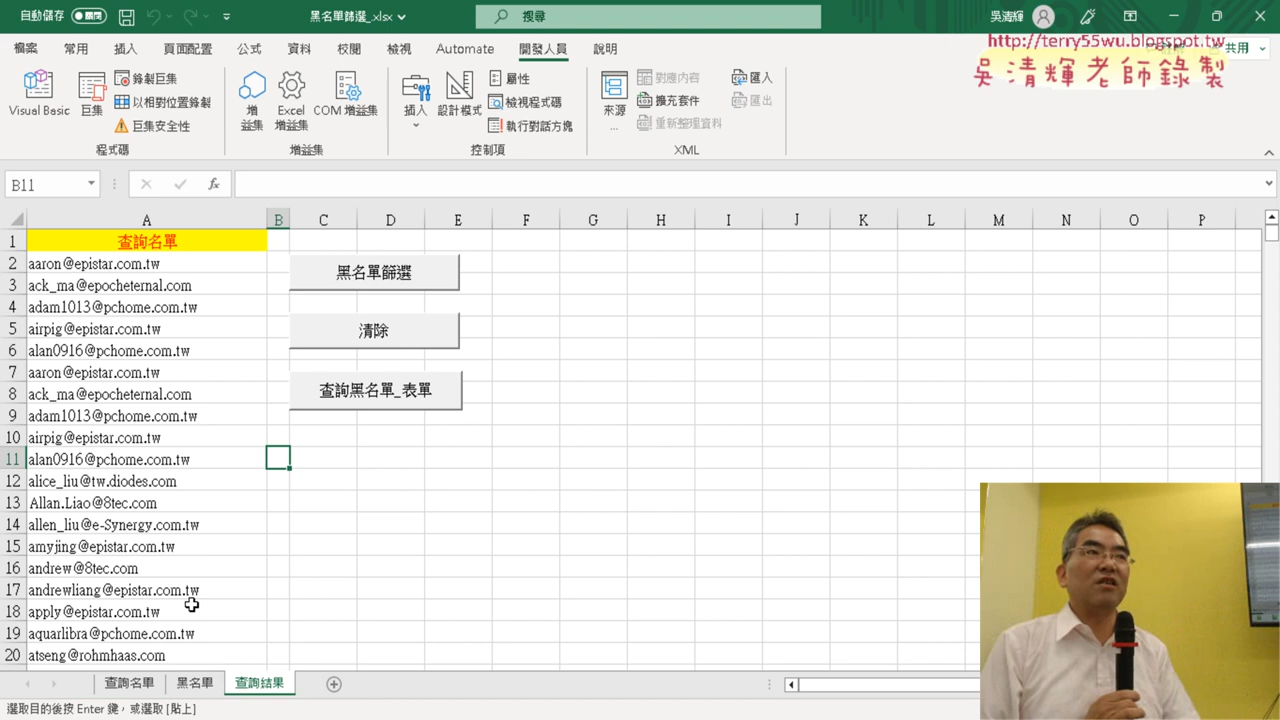 自動儲存 關閉 黑名單篩選_.xlsx 搜尋 吳清輝
檔案 常用 插入 頁面配置 公式 資料 校閱 檢視 Automate 開發人員 說明 共用
http://terry55wu.blogspot.tw
吳清輝老師錄製
Visual Basic 巨集 錄製巨集 以相對位置錄製 巨集安全性
增益集 Excel 增益集 COM 增益集
插入 設計模式 屬性 檢視程式碼 執行對話方塊
來源... 對應內容 擴充套件 重新整理資料 匯入 匯出
程式碼 增益集 控制項 XML
B11 fx
A B C D E F G H I J K L M N O P
1 查詢名單
2 aaron@epistar.com.tw
黑名單篩選
3 ack_ma@epocheternal.com
4 adam1013@pchome.com.tw
5 airpig@epistar.com.tw
清除
6 alan0916@pchome.com.tw
7 aaron@epistar.com.tw
8 ack_ma@epocheternal.com
查詢黑名單_表單
9 adam1013@pchome.com.tw
10 airpig@epistar.com.tw
11 alan0916@pchome.com.tw
12 alice_liu@tw.diodes.com
13 Allan.Liao@8tec.com
14 allen_liu@e-Synergy.com.tw
15 amyjing@epistar.com.tw
16 andrew@8tec.com
17 andrewliang@epistar.com.tw
18 apply@epistar.com.tw
19 aquarlibra@pchome.com.tw
20 atseng@rohmhaas.com
查詢名單 黑名單 查詢結果
選取目的後按 Enter 鍵，或選取 [貼上]